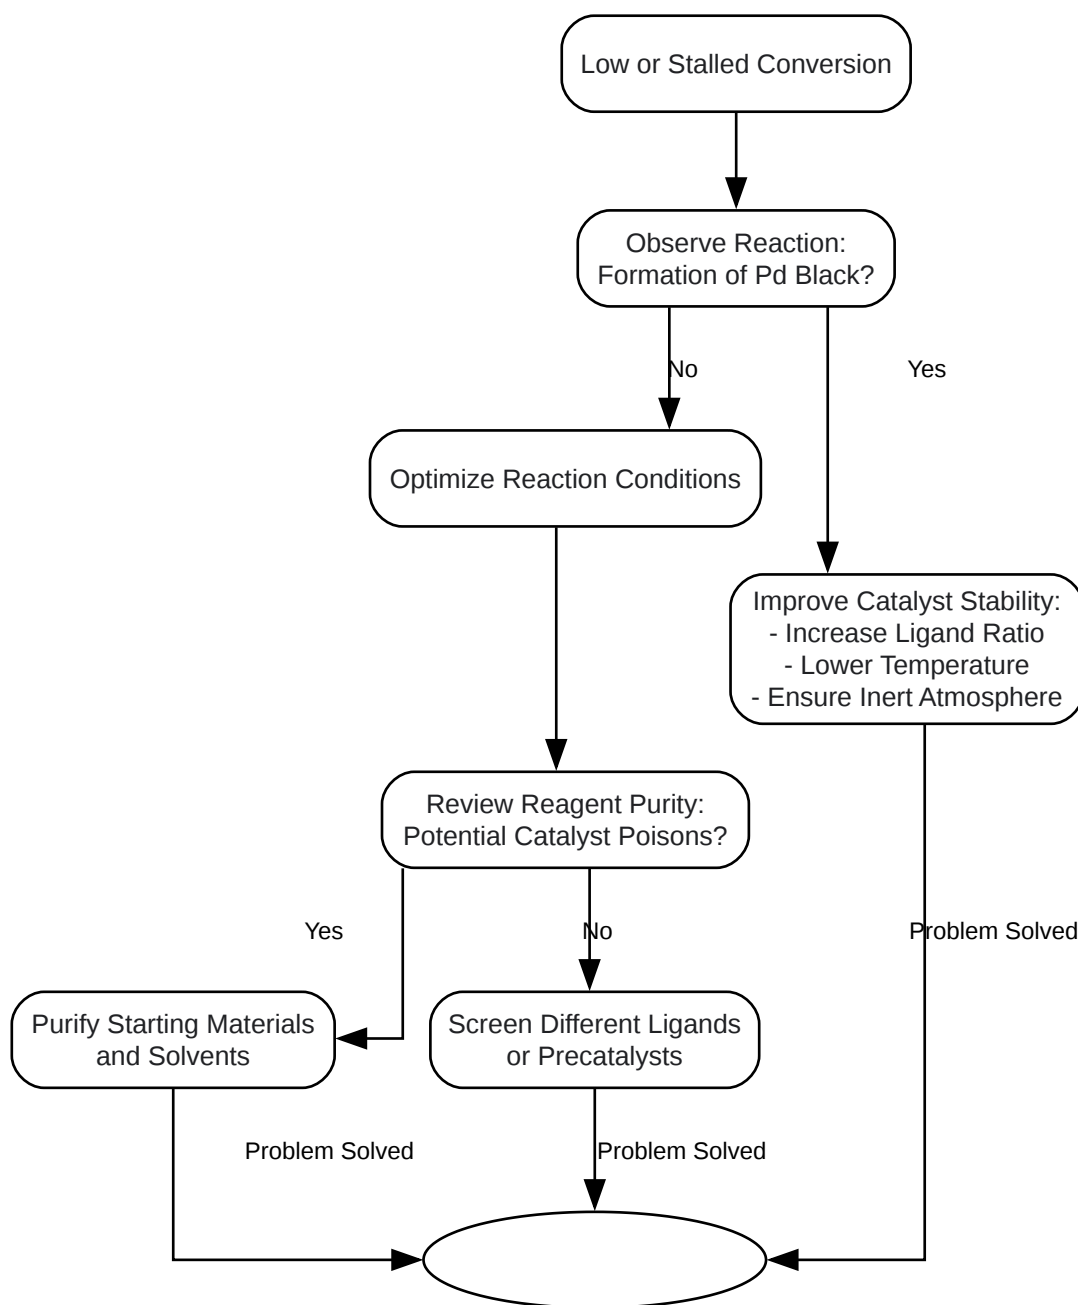 Low or Stalled Conversion
Observe Reaction:
Formation of Pd Black?
No
Yes
Optimize Reaction Conditions
Improve Catalyst Stability:
- Increase Ligand Ratio
- Lower Temperature
- Ensure Inert Atmosphere
Review Reagent Purity:
Potential Catalyst Poisons?
Yes
No
Problem Solved
Purify Starting Materials
and Solvents
Screen Different Ligands
or Precatalysts
Problem Solved
Problem Solved